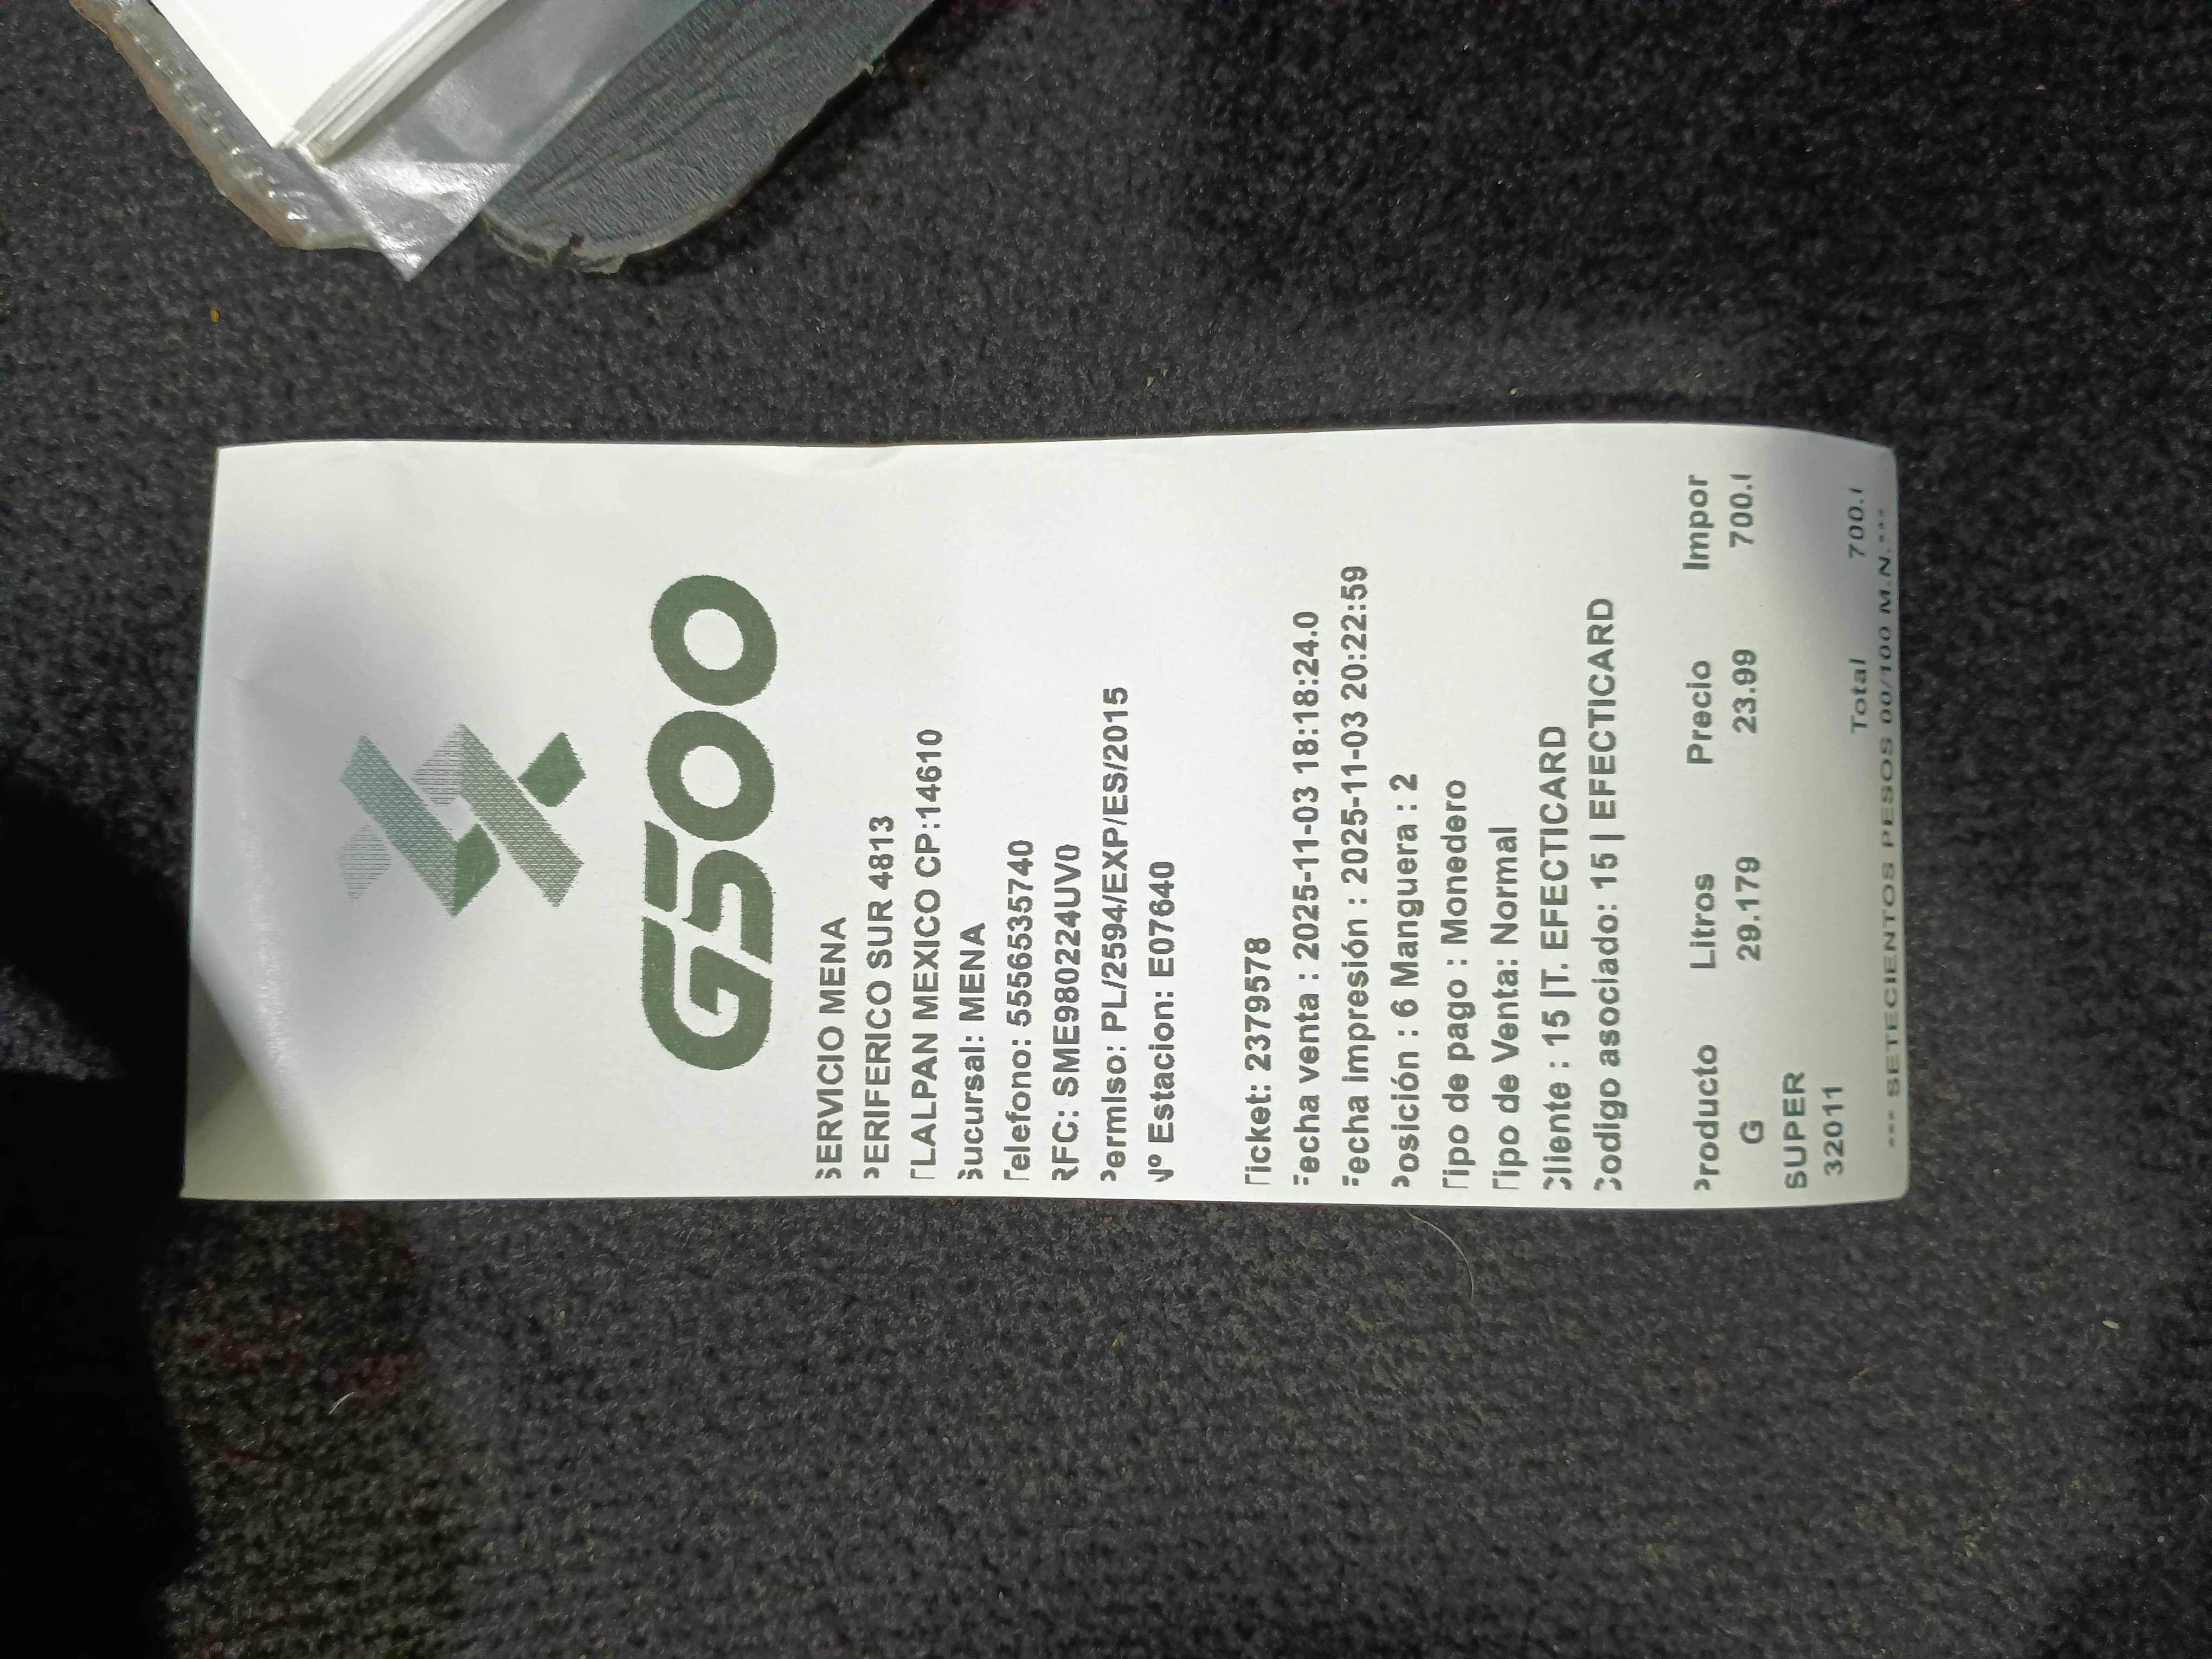 G500
SERVICIO MENA
PERIFERICO SUR 4813
TLALPAN MEXICO CP:14610
Sucursal: MENA
Telefono: 5556535740
RFC: SME980224UV0
Permiso: PL/2594/EXP/ES/2015
Nº Estacion: E07640
Ticket: 2379578
Fecha venta : 2025-11-03 18:18:24.0
Fecha impresión : 2025-11-03 20:22:59
Posición : 6 Manguera : 2
Tipo de pago : Monedero
Tipo de Venta: Normal
Cliente : 15 |T. EFECTICARD
Codigo asociado: 15 | EFECTICARD
Producto Litros Precio Impor
G 29.179 23.99 700.
SUPER
32011
Total 700.
*** SETECIENTOS PESOS 00/100 M.N.***